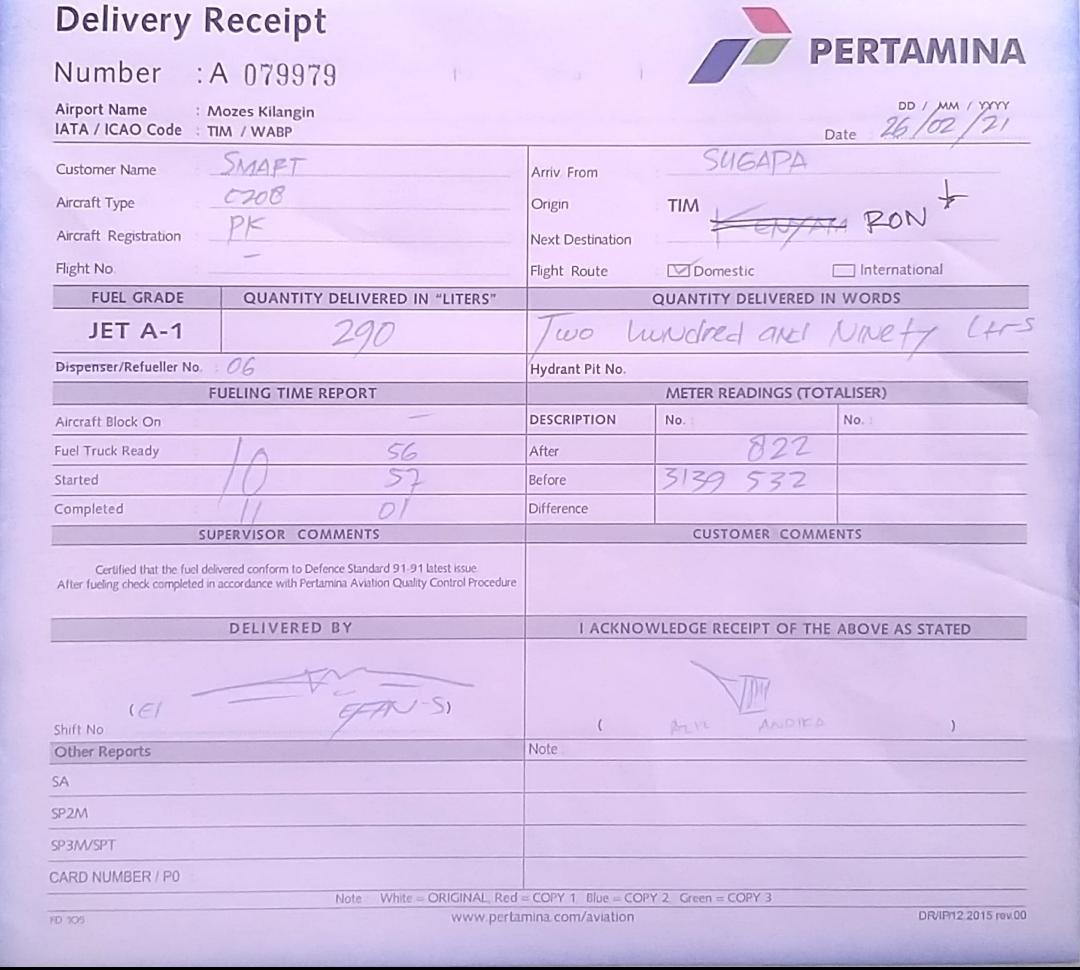 Delivery Receipt
PERTAMINA
Number : A 079979
Airport Name : Mozes Kilangin
IATA / ICAO Code : TIM / WABP
DD / MM / YYYY
Date 26/02/21
Customer Name SMART
Arriv. From SUGAPA
Aircraft Type C208
Origin TIM
Aircraft Registration PK
Next Destination KENYAM RON
Flight No. -
Flight Route Domestic International
FUEL GRADE QUANTITY DELIVERED IN "LITERS" QUANTITY DELIVERED IN WORDS
JET A-1 290 Two hundred and Ninety Ltrs
Dispenser/Refueller No. : 06 Hydrant Pit No.
FUELING TIME REPORT METER READINGS (TOTALISER)
Aircraft Block On - DESCRIPTION No. : No. :
Fuel Truck Ready 10 56 After 822
Started 57 Before 3139 532
Completed 11 01 Difference
SUPERVISOR COMMENTS CUSTOMER COMMENTS
Certified that the fuel delivered conform to Defence Standard 91-91 latest issue.
After fueling check completed in accordance with Pertamina Aviation Quality Control Procedure
DELIVERED BY I ACKNOWLEDGE RECEIPT OF THE ABOVE AS STATED
Shift No ( ) ( ANDIKA )
Other Reports Note
SA
SP2M
SP3M/SPT
CARD NUMBER / PO
Note : White = ORIGINAL, Red = COPY 1, Blue = COPY 2, Green = COPY 3
FD 105 www.pertamina.com/aviation DR/IP/12.2015 rev.00